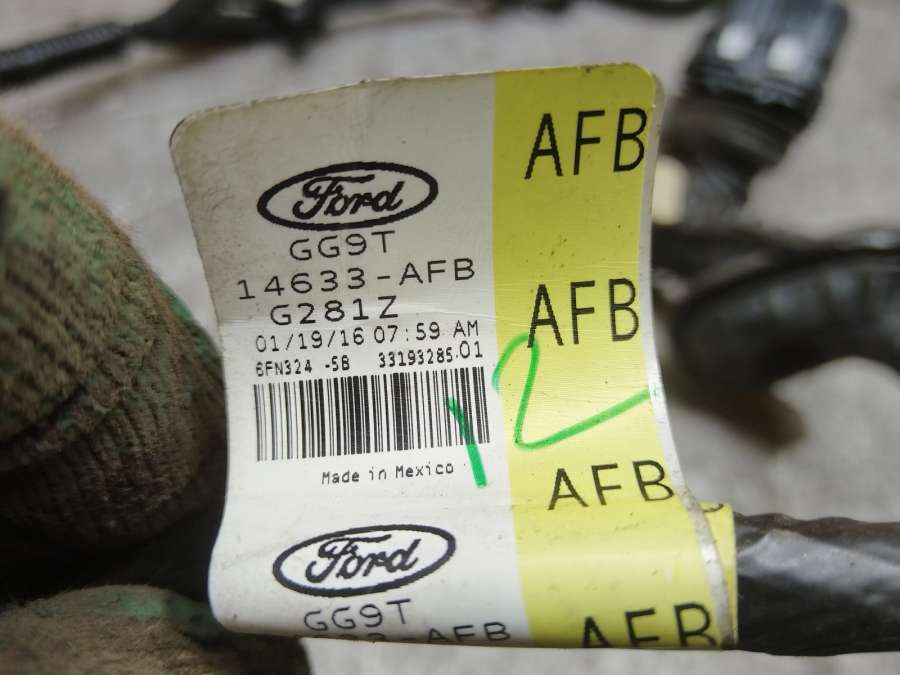 Ford
GG9T
14633-AFB
G281Z
01/19/16 07:59 AM
6FN324 -5B 33193285.01
Made in Mexico
AFB
AFB
12
AFB
Ford
GG9T
-AFB
AFB